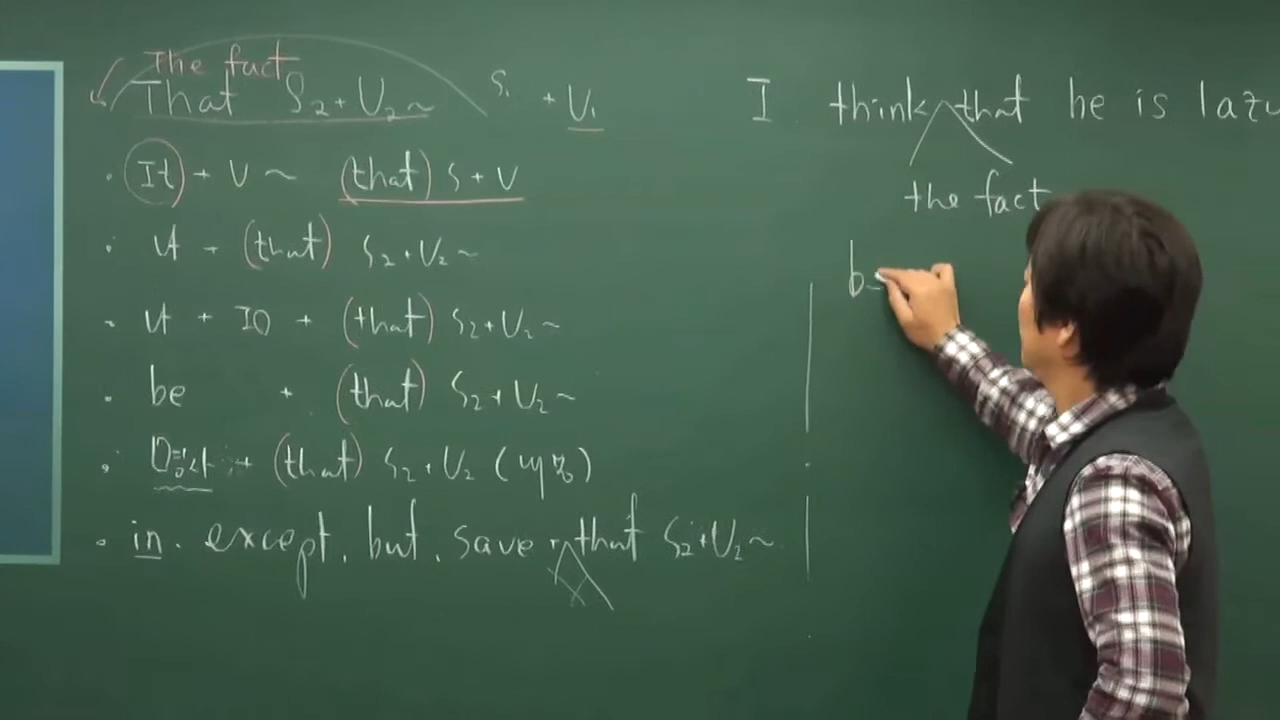 The fact
That S₂+V₂~ S₁ + V₁
· It + V ~ (that) S + V
· Vt + (that) S₂+V₂~
· Vt + IO + (that) S₂+V₂~
· be + (that) S₂+V₂~
· + (that) S₂+V₂
· in. except, but, save that S₂+V₂~
I think that he is lazy
the fact
b